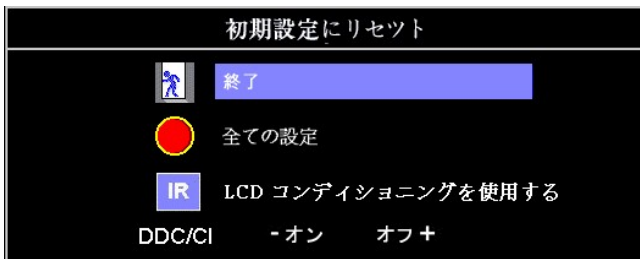 初期設定にリセツト
終了
全ての設定
IR LCD コンディショニングを使用する
DDC/CI -オン オフ+